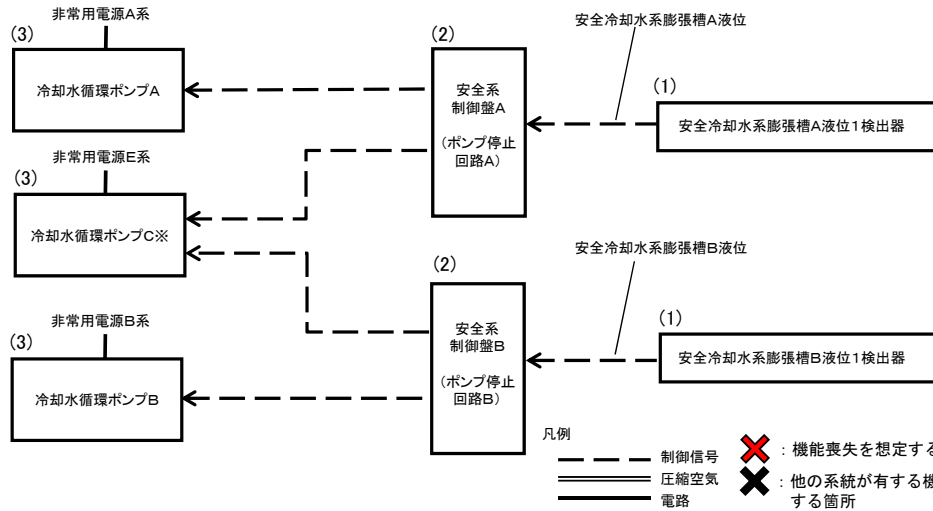 非常用電源A系
(3)
冷却水循環ポンプA
非常用電源E系
(3)
冷却水循環ポンプC※
非常用電源B系
(3)
冷却水循環ポンプB
(2)
安全系
制御盤A
(ポンプ停止
回路A)
(2)
安全系
制御盤B
(ポンプ停止
回路B)
安全冷却水系膨張槽A液位
(1)
安全冷却水系膨張槽A液位1検出器
安全冷却水系膨張槽B液位
(1)
安全冷却水系膨張槽B液位1検出器
凡例
制御信号
圧縮空気
電路
：機能喪失を想定する
：他の系統が有する機
する箇所